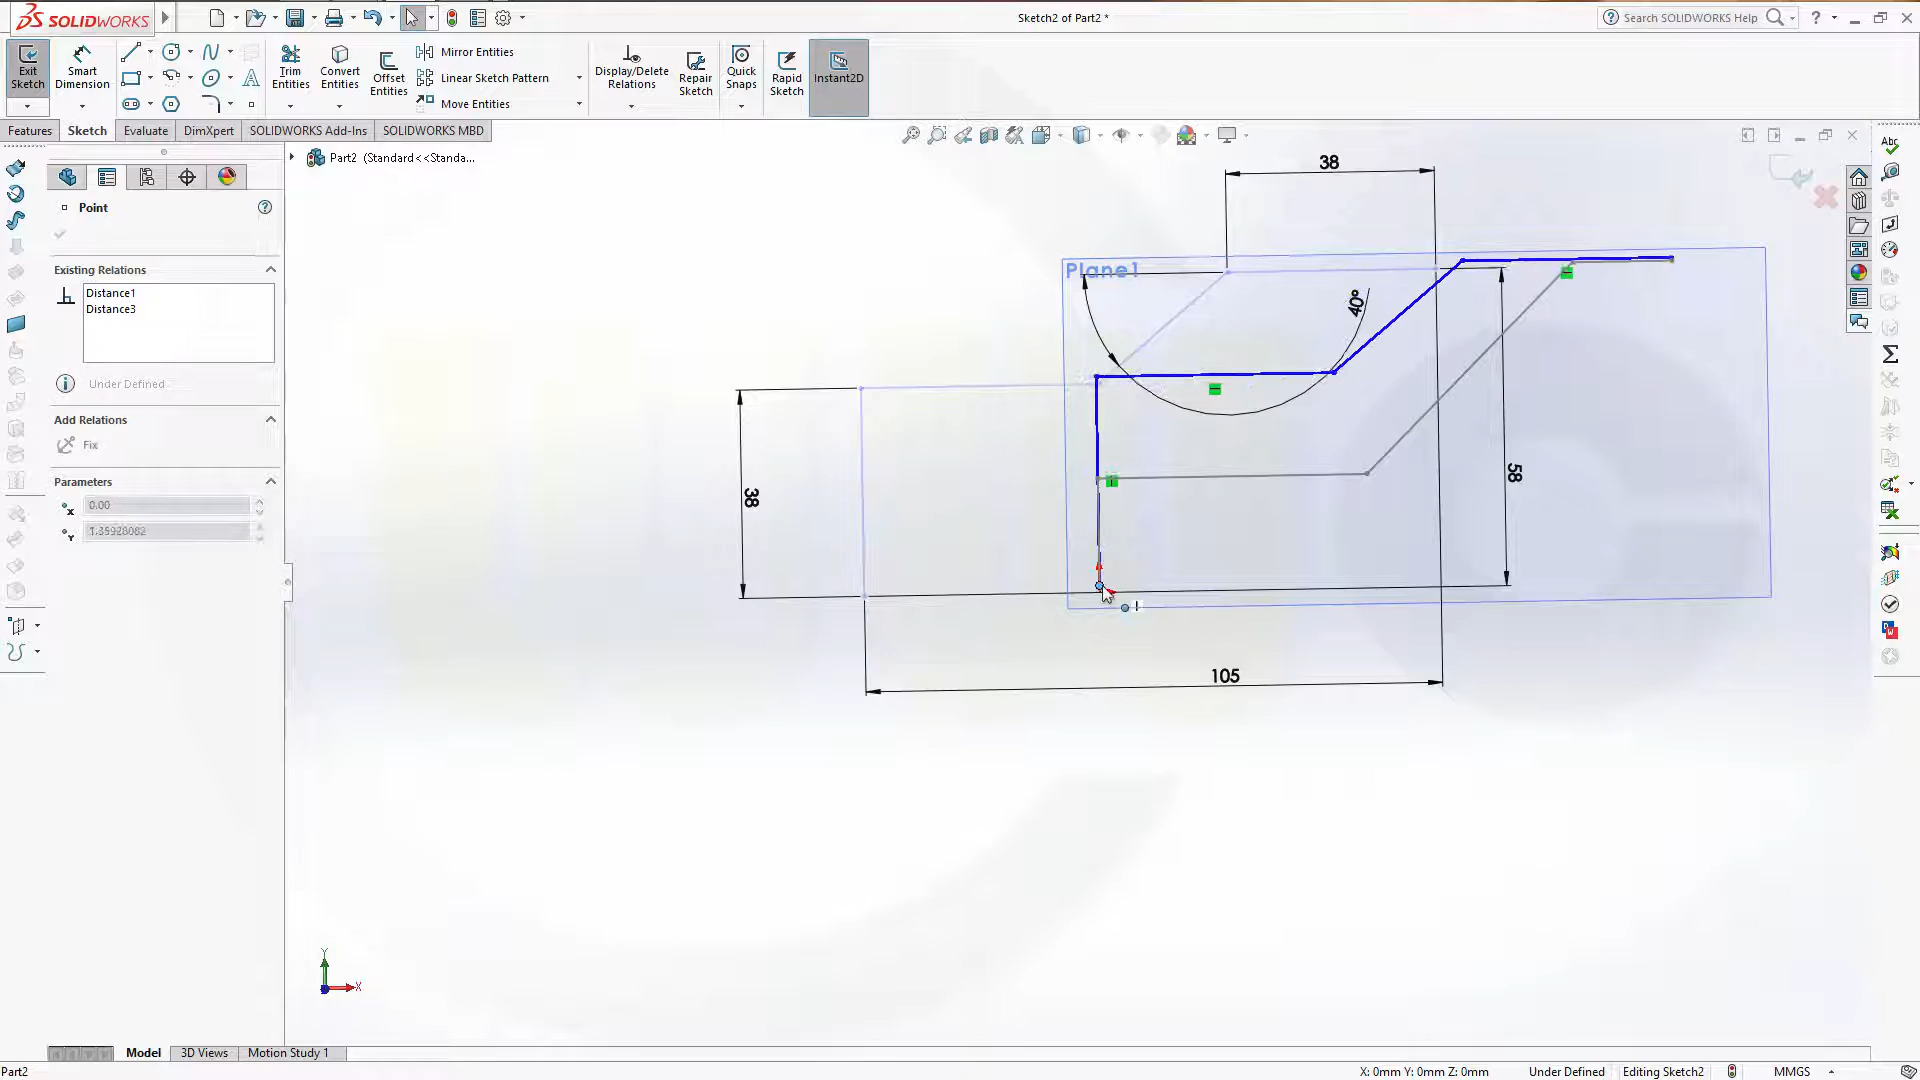 SOLIDWORKS
Sketch2 of Part2 *
Search SOLIDWORKS Help
Exit Sketch
Smart Dimension
Trim Entities
Convert Entities
Offset Entities
Mirror Entities
Linear Sketch Pattern
Move Entities
Display/Delete Relations
Repair Sketch
Quick Snaps
Rapid Sketch
Instant2D
Features
Sketch
Evaluate
DimXpert
SOLIDWORKS Add-Ins
SOLIDWORKS MBD
Part2 (Standard<<Standa...
Point
Existing Relations
Distance1
Distance3
Under Defined
Add Relations
Fix
Parameters
0.00
Plane1
38
40°
38
58
105
Y
X
Model
3D Views
Motion Study 1
Part2
X: 0mm Y: 0mm Z: 0mm
Under Defined
Editing Sketch2
MMGS